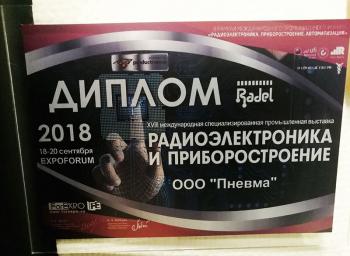 "РАДИОЭЛЕКТРОНИКА, ПРИБОРОСТРОЕНИЕ, АВТОМАТИЗАЦИЯ"
ДИПЛОМ
Radel
2018
18-20 сентября
EXPOFORUM
XVIII международная специализированная промышленная выставка
РАДИОЭЛЕКТРОНИКА
И ПРИБОРОСТРОЕНИЕ
ООО "Пневма"
FarEXPO